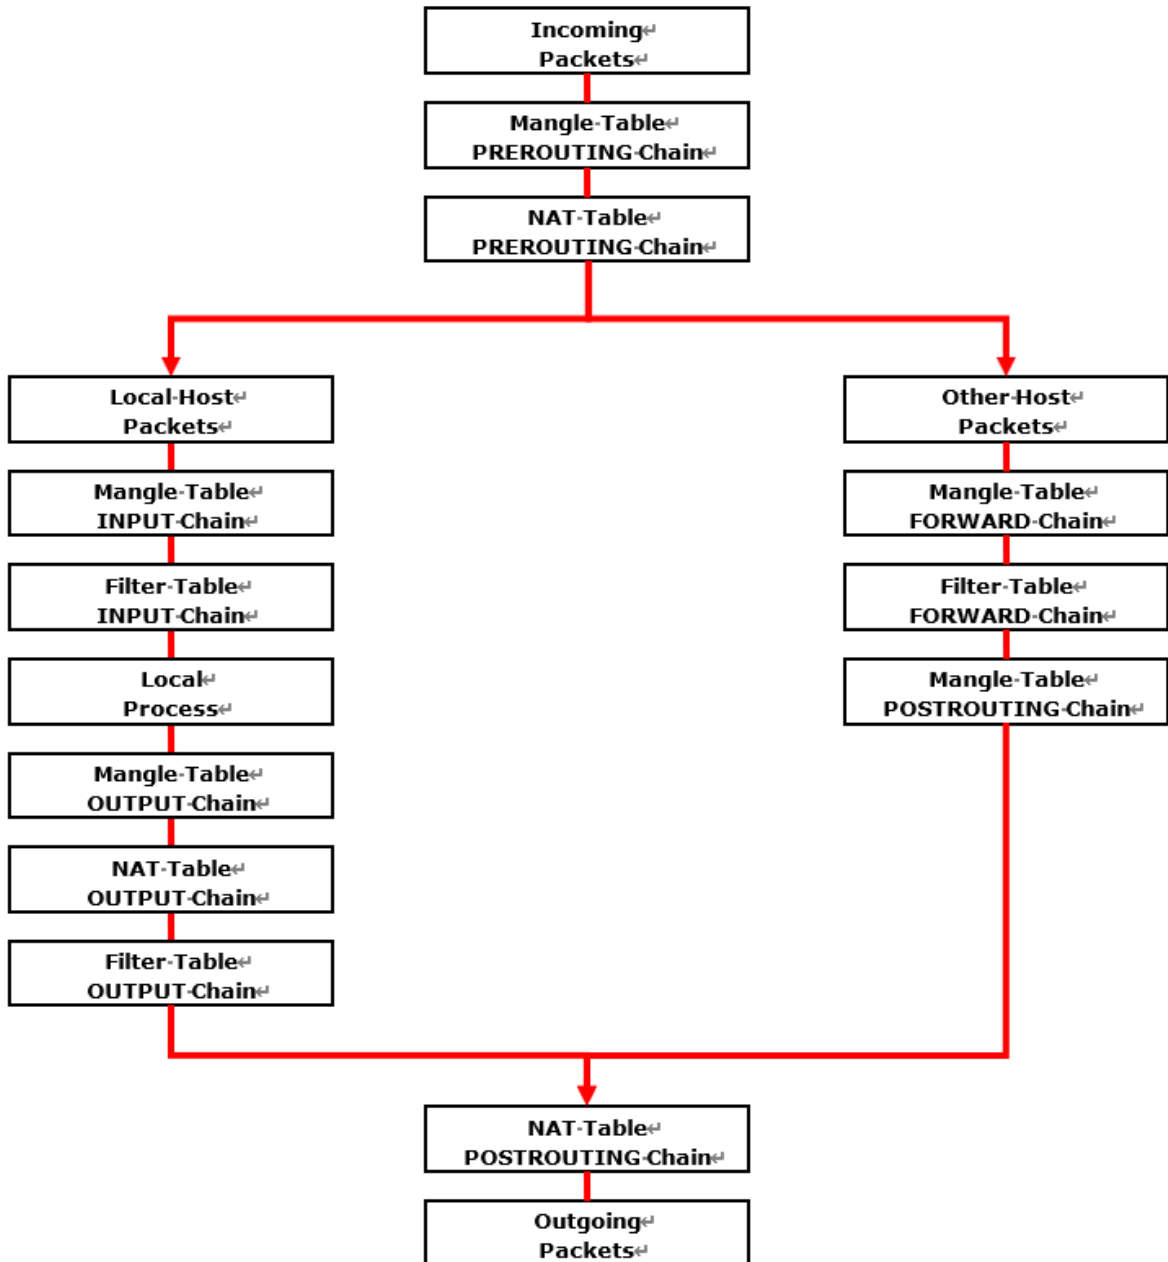 Incoming↵
Packets↵
Mangle·Table↵
PREROUTING·Chain↵
NAT·Table↵
PREROUTING·Chain↵
Local·Host↵
Packets↵
Mangle·Table↵
INPUT·Chain↵
Filter·Table↵
INPUT·Chain↵
Local↵
Process↵
Mangle·Table↵
OUTPUT·Chain↵
NAT·Table↵
OUTPUT·Chain↵
Filter·Table↵
OUTPUT·Chain↵
Other·Host↵
Packets↵
Mangle·Table↵
FORWARD·Chain↵
Filter·Table↵
FORWARD·Chain↵
Mangle·Table↵
POSTROUTING·Chain↵
NAT·Table↵
POSTROUTING·Chain↵
Outgoing↵
Packets↵